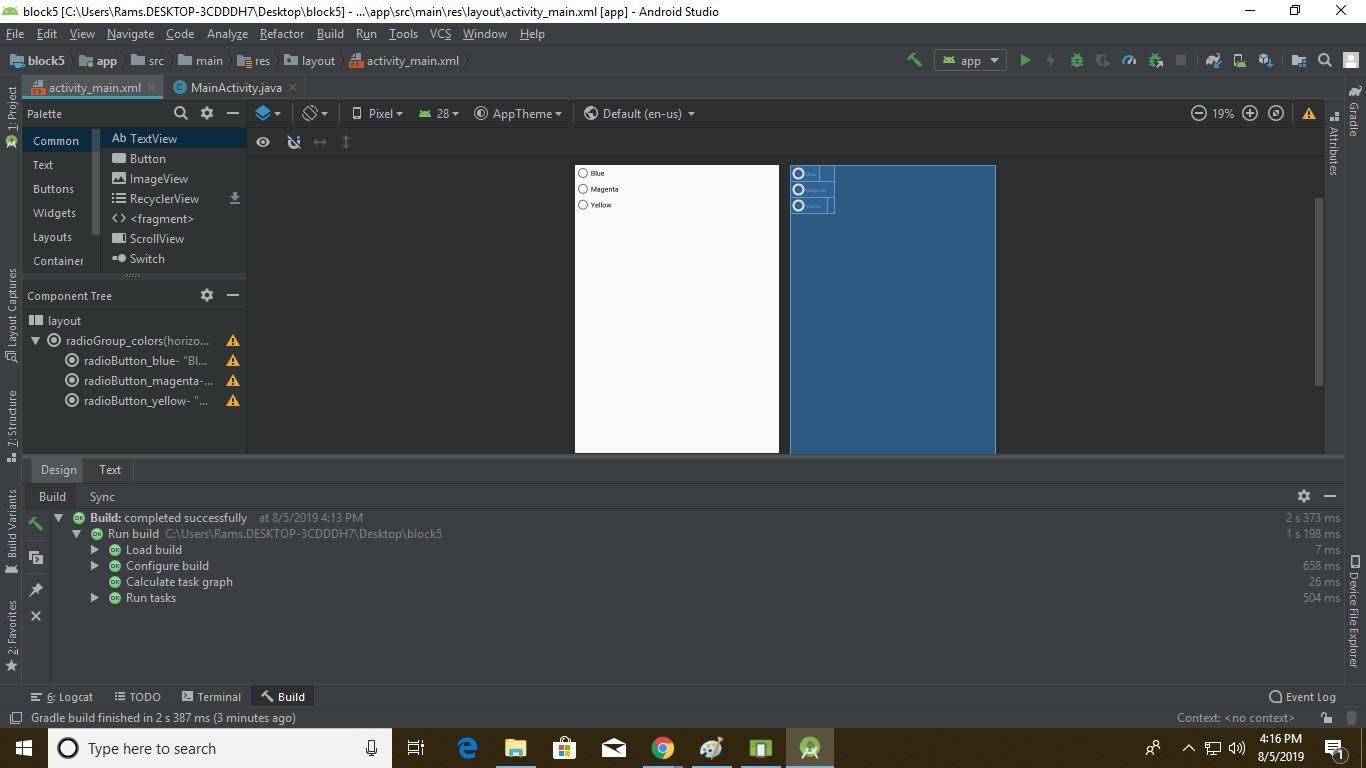 block5 [C:\Users\Rams.DESKTOP-3CDDDH7\Desktop\block5] - ...\app\src\main\res\layout\activity_main.xml [app] - Android Studio
File Edit View Navigate Code Analyze Refactor Build Run Tools VCS Window Help
block5 app src main res layout activity_main.xml app
activity_main.xml MainActivity.java
Palette
Pixel 28 AppTheme Default (en-us) 19%
Common
Text
Buttons
Widgets
Layouts
Container
Ab TextView
Button
ImageView
RecyclerView
<fragment>
ScrollView
Switch
Blue
Magenta
Yellow
Blue
Magenta
Yellow
Component Tree
layout
radioGroup_colors(horizo...
radioButton_blue- "Bl...
radioButton_magenta-...
radioButton_yellow- "...
Design Text
Build Sync
Build: completed successfully at 8/5/2019 4:13 PM 2 s 373 ms
Run build C:\Users\Rams.DESKTOP-3CDDDH7\Desktop\block5 1 s 198 ms
Load build 7 ms
Configure build 658 ms
Calculate task graph 26 ms
Run tasks 504 ms
1: Project
Layout Captures
7: Structure
Build Variants
2: Favorites
Gradle
Attributes
Device File Explorer
6: Logcat TODO Terminal Build Event Log
Gradle build finished in 2 s 387 ms (3 minutes ago) Context: <no context>
Type here to search
4:16 PM
8/5/2019
1